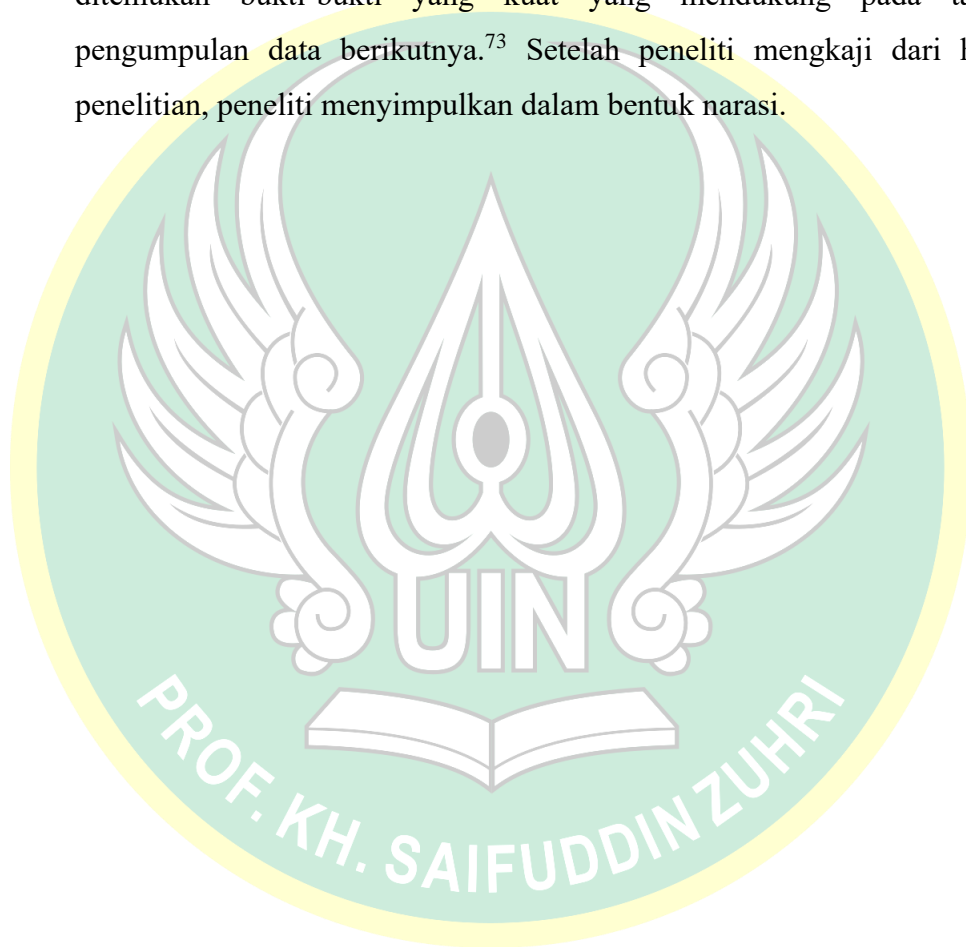 ditemukan bukti-bukti yang kuat yang mendukung pada
pengumpulan data berikutnya.73 Setelah peneliti mengkaji dari
penelitian, peneliti menyimpulkan dalam bentuk narasi.
UIN
PROF. KH. SAIFUDDIN ZUHRI